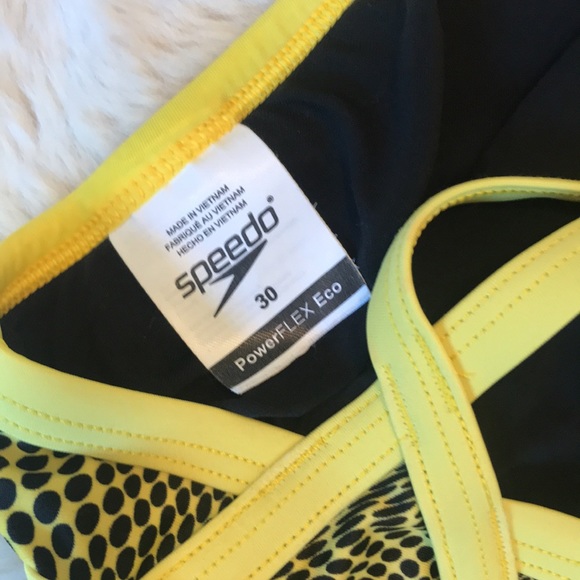 MADE IN VIETNAM
FABRIQUÉ AU VIETNAM
HECHO EN VIETNAM
speedo®
30
PowerFLEX Eco